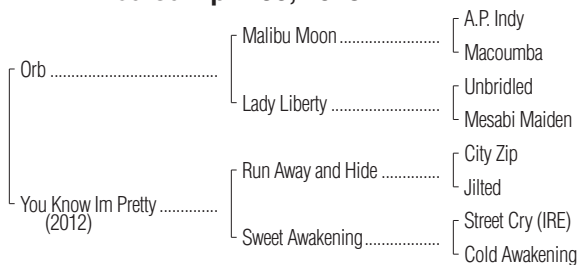 A.P. Indy
Malibu Moon ........................
Macoumba
Orb ........................................
Unbridled
Lady Liberty ..........................
Mesabi Maiden
City Zip
Run Away and Hide ..............
Jilted
You Know Im Pretty ..............
(2012)
Street Cry (IRE)
Sweet Awakening..................
Cold Awakening